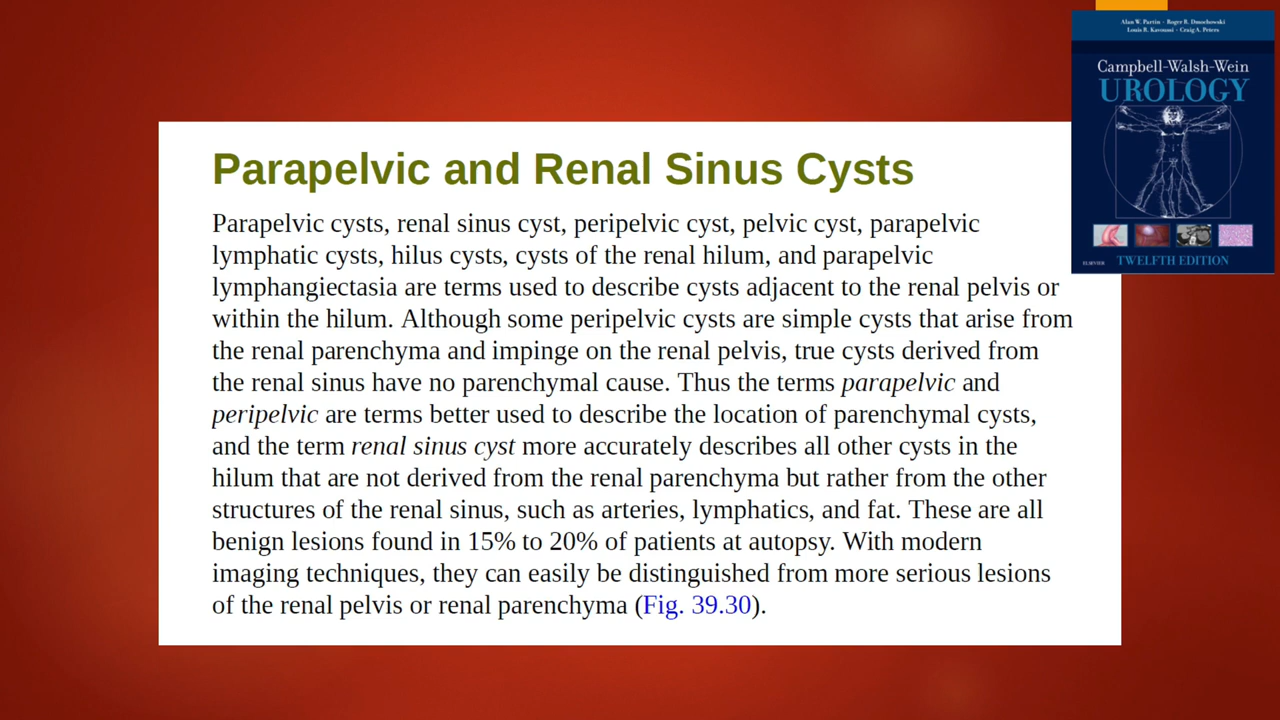 Alan W. Partin • Roger R. Dmochowski
Louis R. Kavoussi • Craig A. Peters
Campbell-Walsh-Wein
UROLOGY
ELSEVIER
TWELFTH EDITION
Parapelvic and Renal Sinus Cysts
Parapelvic cysts, renal sinus cyst, peripelvic cyst, pelvic cyst, parapelvic
lymphatic cysts, hilus cysts, cysts of the renal hilum, and parapelvic
lymphangiectasia are terms used to describe cysts adjacent to the renal pelvis or
within the hilum. Although some peripelvic cysts are simple cysts that arise from
the renal parenchyma and impinge on the renal pelvis, true cysts derived from
the renal sinus have no parenchymal cause. Thus the terms parapelvic and
peripelvic are terms better used to describe the location of parenchymal cysts,
and the term renal sinus cyst more accurately describes all other cysts in the
hilum that are not derived from the renal parenchyma but rather from the other
structures of the renal sinus, such as arteries, lymphatics, and fat. These are all
benign lesions found in 15% to 20% of patients at autopsy. With modern
imaging techniques, they can easily be distinguished from more serious lesions
of the renal pelvis or renal parenchyma (Fig. 39.30).